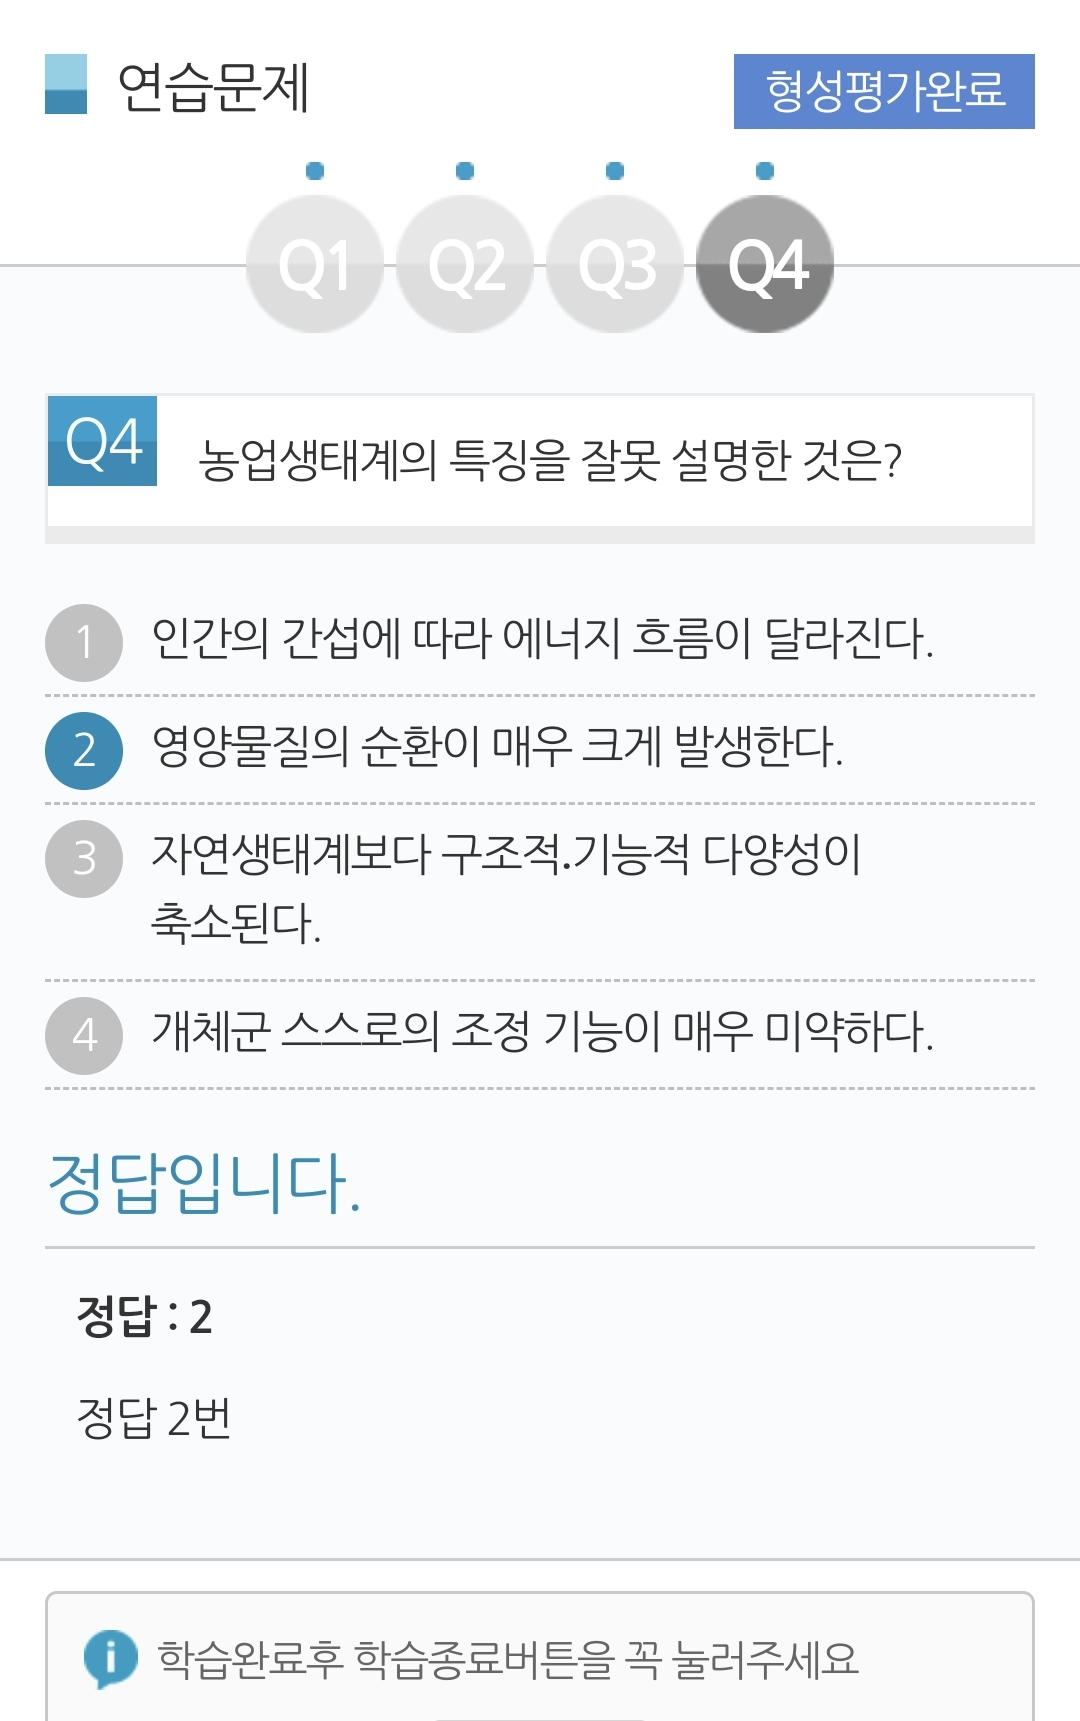 연습문제
형성평가완료
Q1 Q2 Q3 Q4
Q4
농업생태계의 특징을 잘못 설명한 것은?
1 인간의 간섭에 따라 에너지 흐름이 달라진다.
2 영양물질의 순환이 매우 크게 발생한다.
3 자연생태계보다 구조적.기능적 다양성이
축소된다.
4 개체군 스스로의 조정 기능이 매우 미약하다.
정답입니다.
정답 : 2
정답 2번
i 학습완료후 학습종료버튼을 꼭 눌러주세요